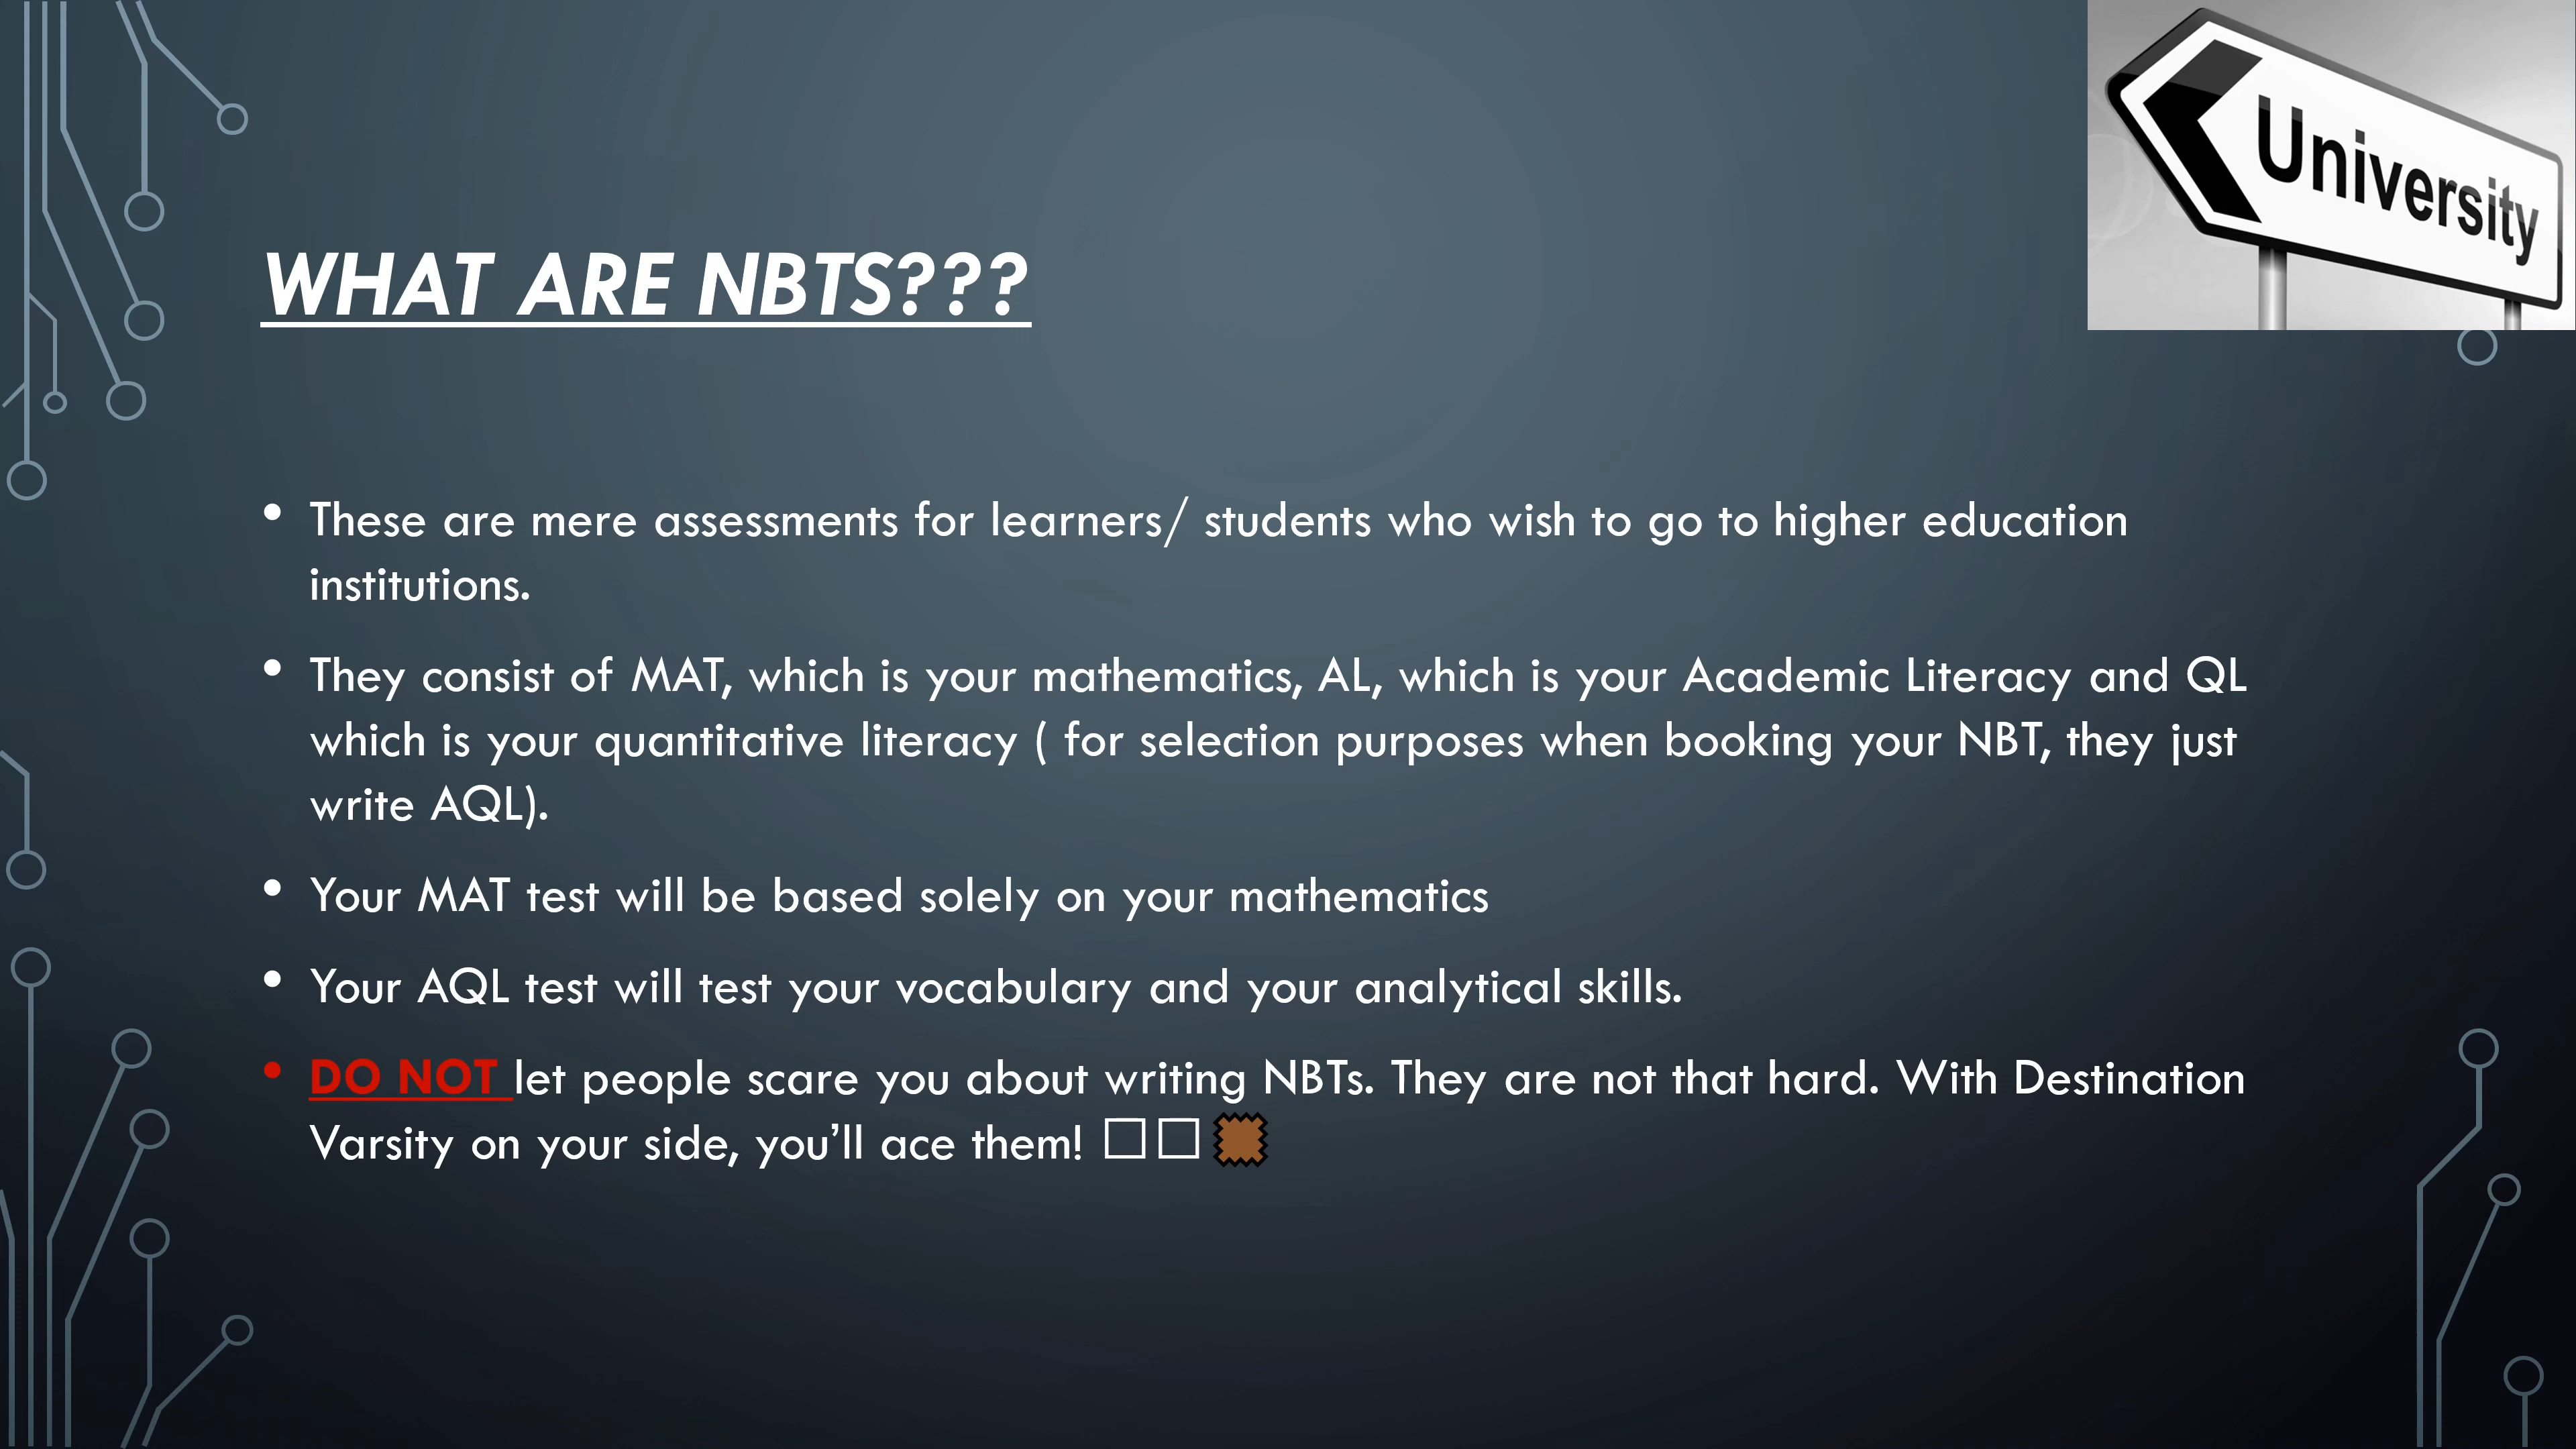 University
WHAT ARE NBTS???
• These are mere assessments for learners/ students who wish to go to higher education
institutions.
• They consist of MAT, which is your mathematics, AL, which is your Academic Literacy and QL
which is your quantitative literacy ( for selection purposes when booking your NBT, they just
write AQL).
• Your MAT test will be based solely on your mathematics
• Your AQL test will test your vocabulary and your analytical skills.
• DO NOT let people scare you about writing NBTs. They are not that hard. With Destination
Varsity on your side, you’ll ace them!